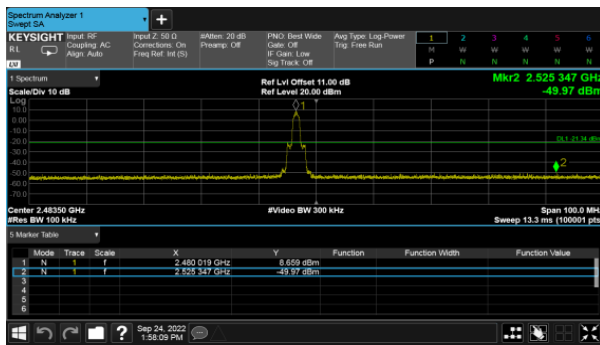 Spectrum Analyzer 1
Swept SA
+
KEYSIGHT Input: RF Input Z: 50 Ω #Atten: 20 dB PNO: Best Wide Avg Type: Log-Power 1 2 3 4 5 6
RL Coupling: AC Corrections: On Preamp: Off Gate: Off Trig: Free Run M W W W W W
Align: Auto Freq Ref: Int (S) IF Gain: Low
Sig Track: Off P N N N N N
LXI
1 Spectrum Ref Lvl Offset 11.00 dB Mkr2 2.525 347 GHz
Scale/Div 10 dB Ref Level 20.00 dBm -49.97 dBm
Log
10.0 1
0.00
-10.0
-20.0 DL1 -21.34 dBm
-30.0
-40.0 2
-50.0
-60.0
-70.0
Center 2.48350 GHz #Video BW 300 kHz Span 100.0 MHz
#Res BW 100 kHz Sweep 13.3 ms (100001 pts)
5 Marker Table
Mode Trace Scale X Y Function Function Width Function Value
1 N 1 f 2.480 019 GHz 8.659 dBm
2 N 1 f 2.525 347 GHz -49.97 dBm
3
4
5
6
? Sep 24, 2022
1:58:09 PM